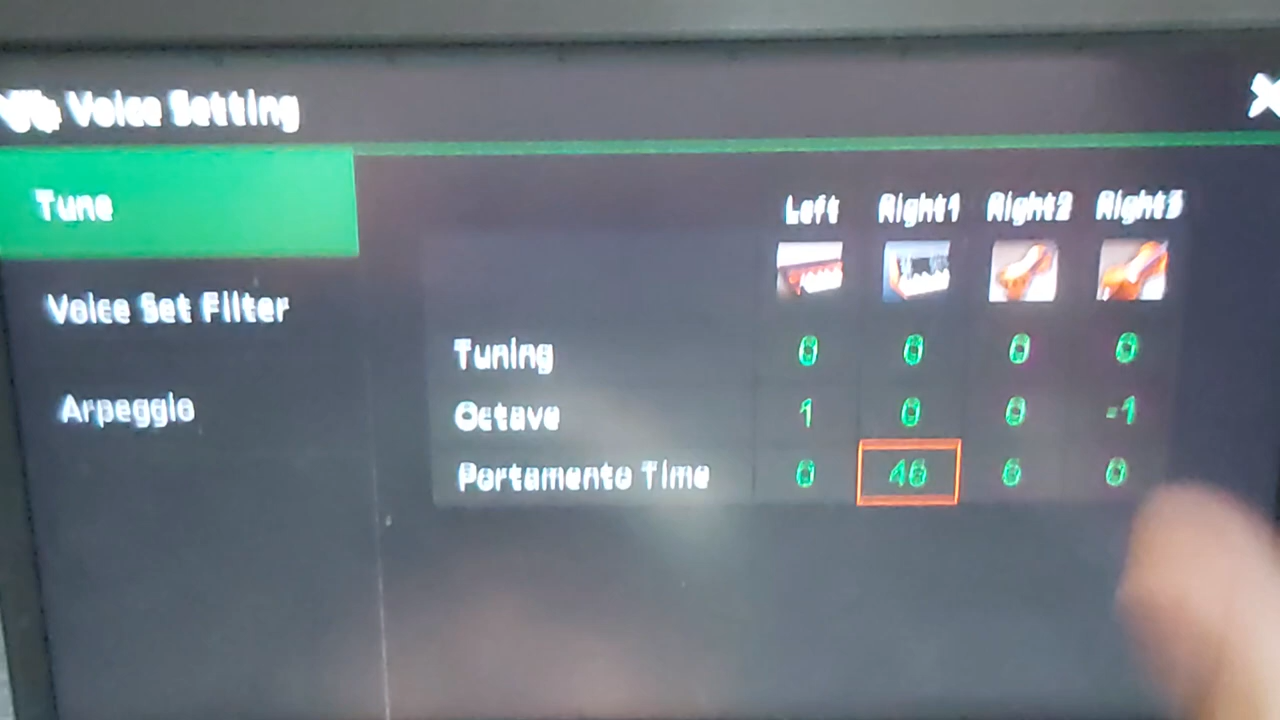 Voice Setting
Tune
Left Right1 Right2 Right3
Voice Set Filter
Tuning 0 0 0 0
Arpeggio
Octave 1 0 0 -1
Portamento Time 0 46 0 0